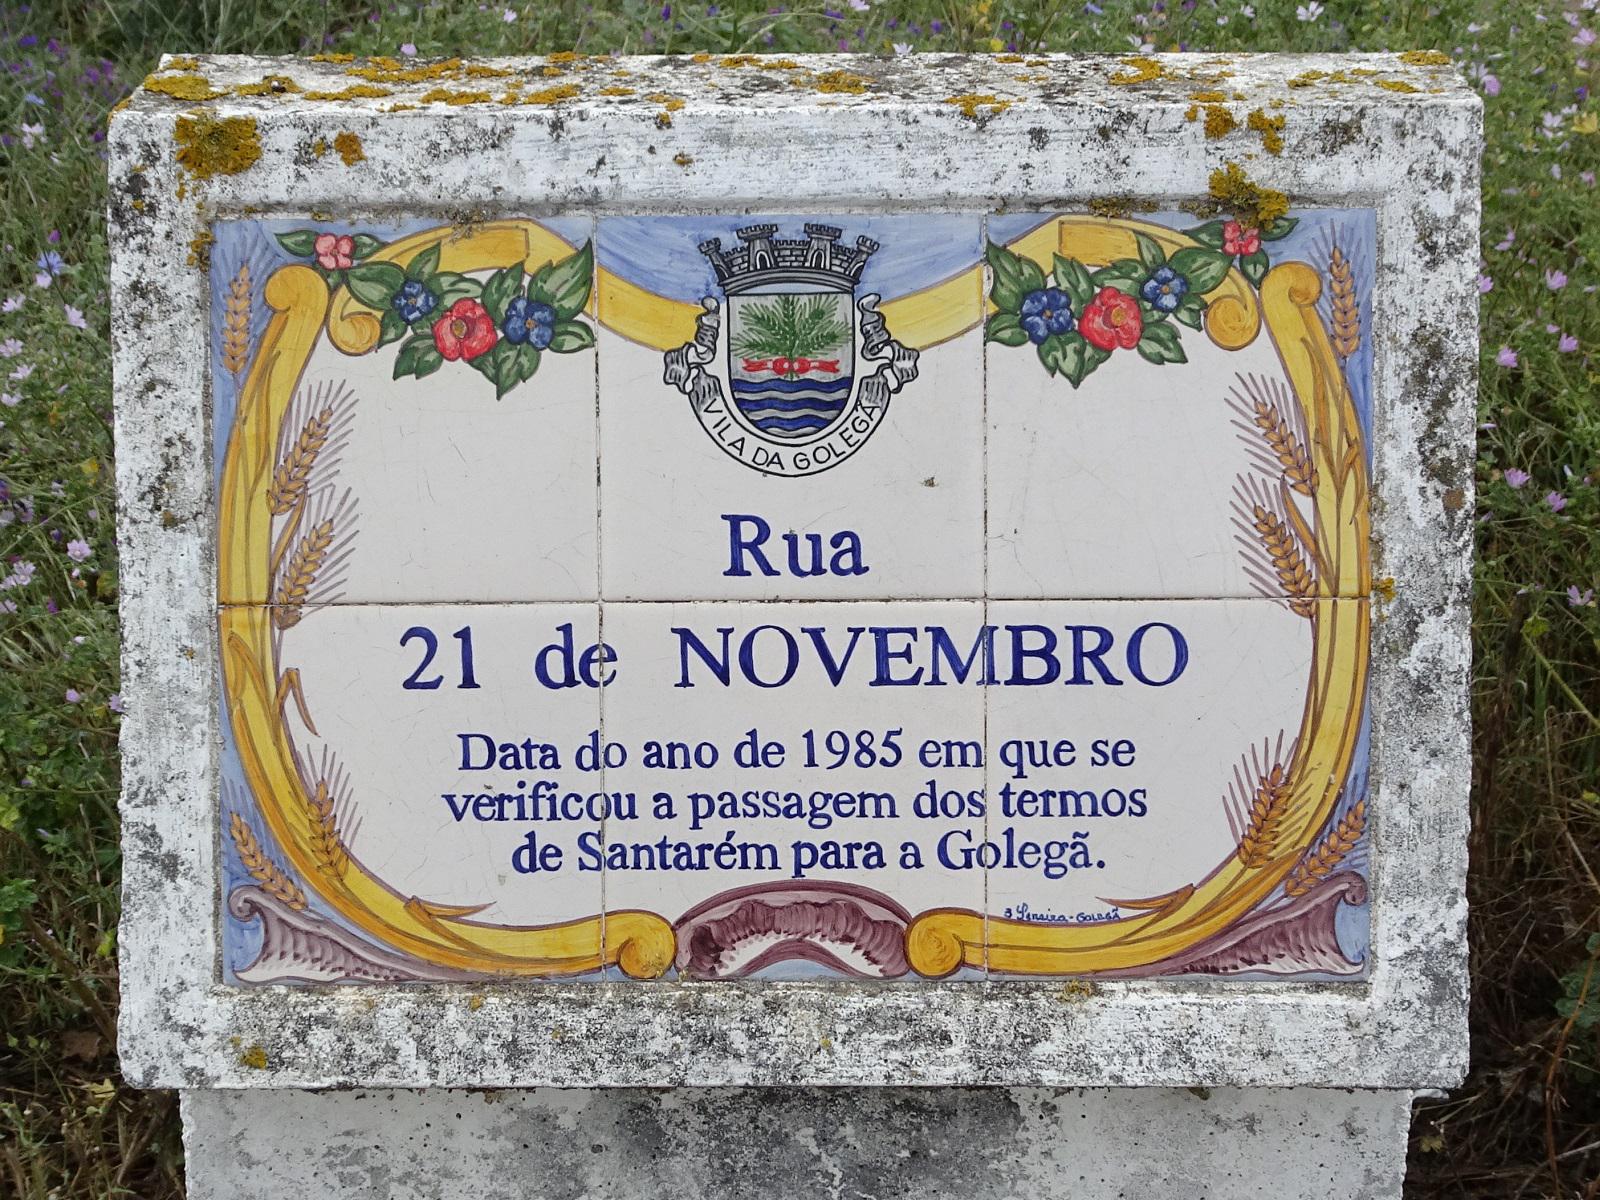 VILA DA GOLEGÃ
Rua
21 de NOVEMBRO
Data do ano de 1985 em que se
verificou a passagem dos termos
de Santarém para a Golegã.
GOLEGÃ